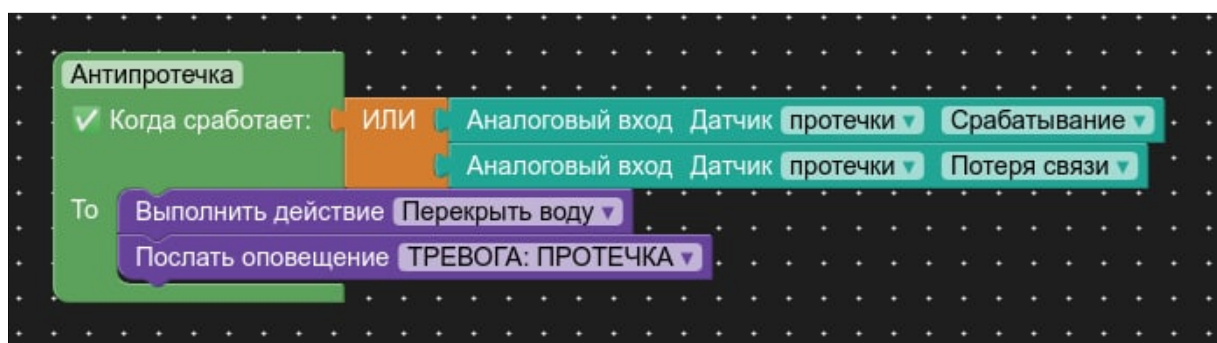 Антипротечка
✅ Когда сработает: ИЛИ Аналоговый вход Датчик протечки Срабатывание
Аналоговый вход Датчик протечки Потеря связи
То Выполнить действие Перекрыть воду
Послать оповещение ТРЕВОГА: ПРОТЕЧКА